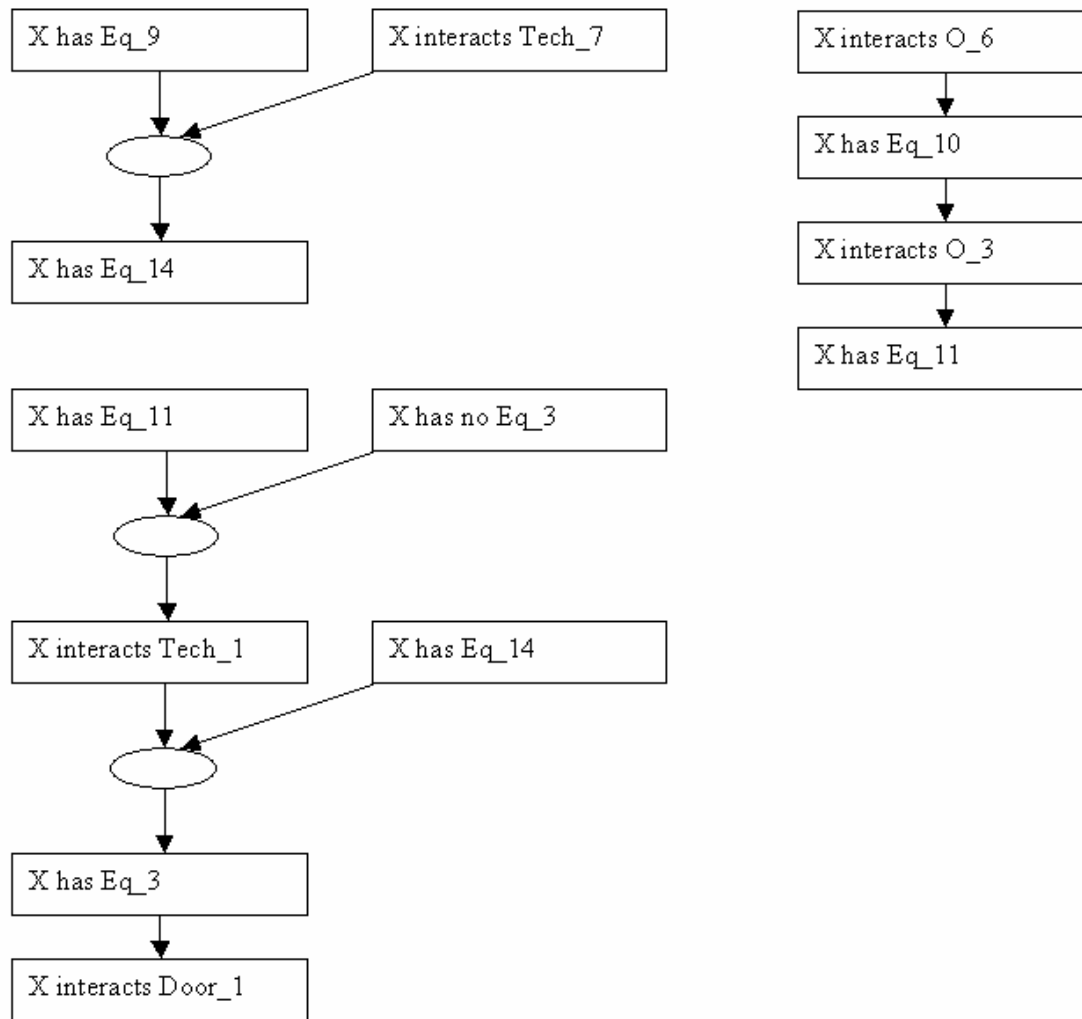 X has Eq_9
X interacts Tech_7
X has Eq_14
X interacts O_6
X has Eq_10
X interacts O_3
X has Eq_11
X has Eq_11
X has no Eq_3
X interacts Tech_1
X has Eq_14
X has Eq_3
X interacts Door_1